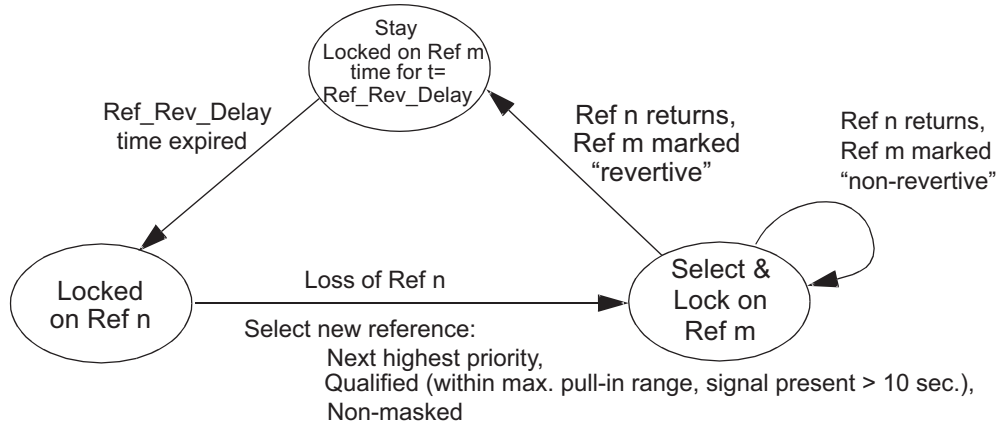 Stay
Locked on Ref m
time for t=
Ref_Rev_Delay
Ref_Rev_Delay
time expired
Ref n returns,
Ref m marked
“revertive”
Ref n returns,
Ref m marked
“non-revertive”
Locked
on Ref n
Loss of Ref n
Select &
Lock on
Ref m
Select new reference:
Next highest priority,
Qualified (within max. pull-in range, signal present > 10 sec.),
Non-masked